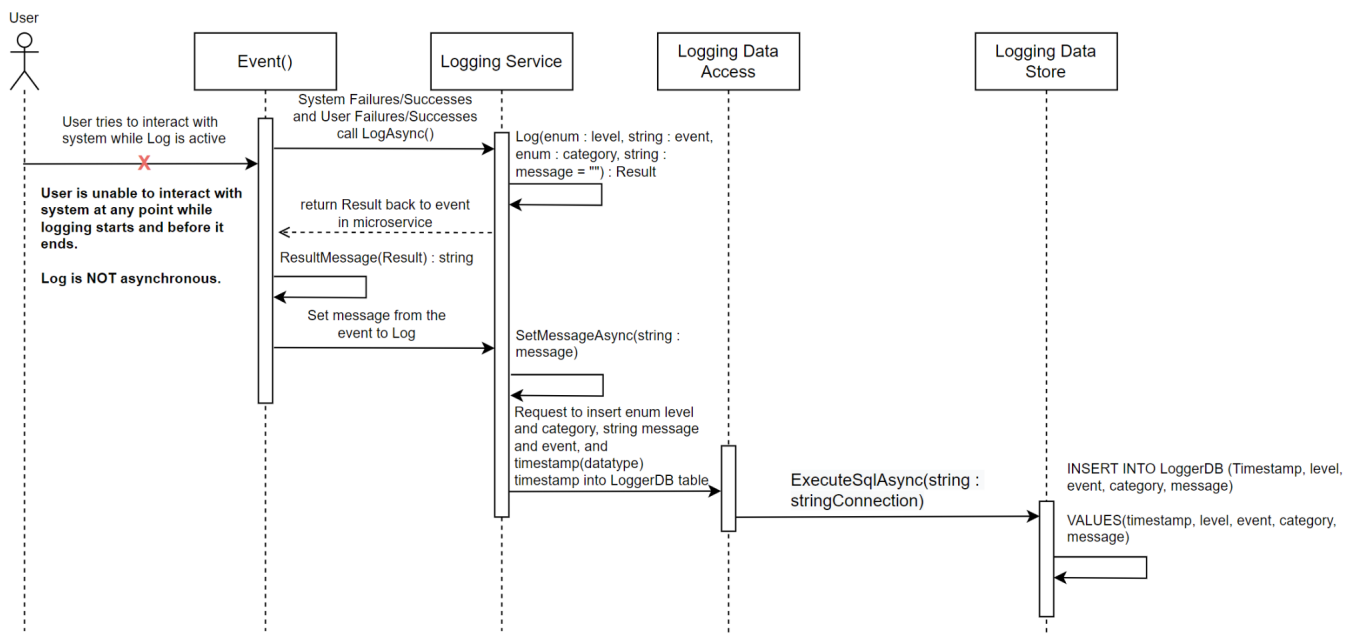 User
Event()
Logging Service
Logging Data
Access
Logging Data
Store
User tries to interact with
system while Log is active
X
User is unable to interact with
system at any point while
logging starts and before it
ends.
Log is NOT asynchronous.
System Failures/Successes
and User Failures/Successes
call LogAsync()
Log(enum : level, string : event,
enum : category, string :
message = "") : Result
return Result back to event
in microservice
ResultMessage(Result) : string
Set message from the
event to Log
SetMessageAsync(string :
message)
Request to insert enum level
and category, string message
and event, and
timestamp(datatype)
timestamp into LoggerDB table
ExecuteSqlAsync(string :
stringConnection)
INSERT INTO LoggerDB (Timestamp, level,
event, category, message)
VALUES(timestamp, level, event, category,
message)